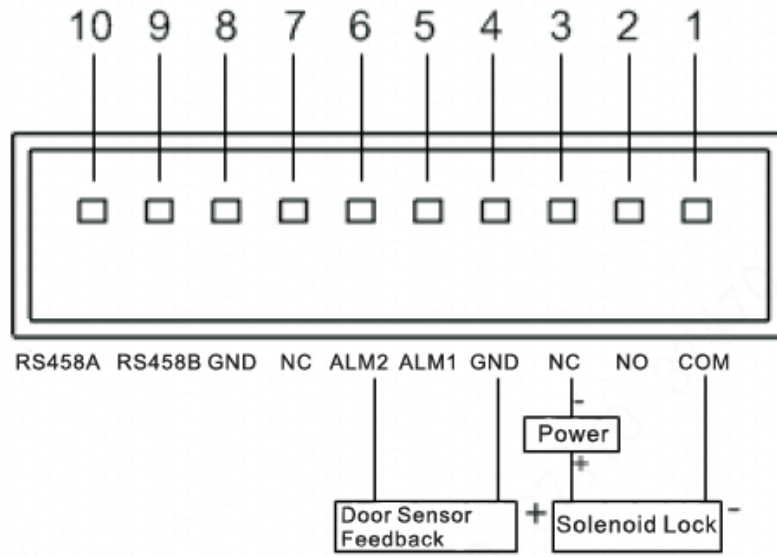 10 9 8 7 6 5 4 3 2 1
RS458A RS458B GND NC ALM2 ALM1 GND NC NO COM
-
Power
+
Door Sensor
Feedback
+ Solenoid Lock -